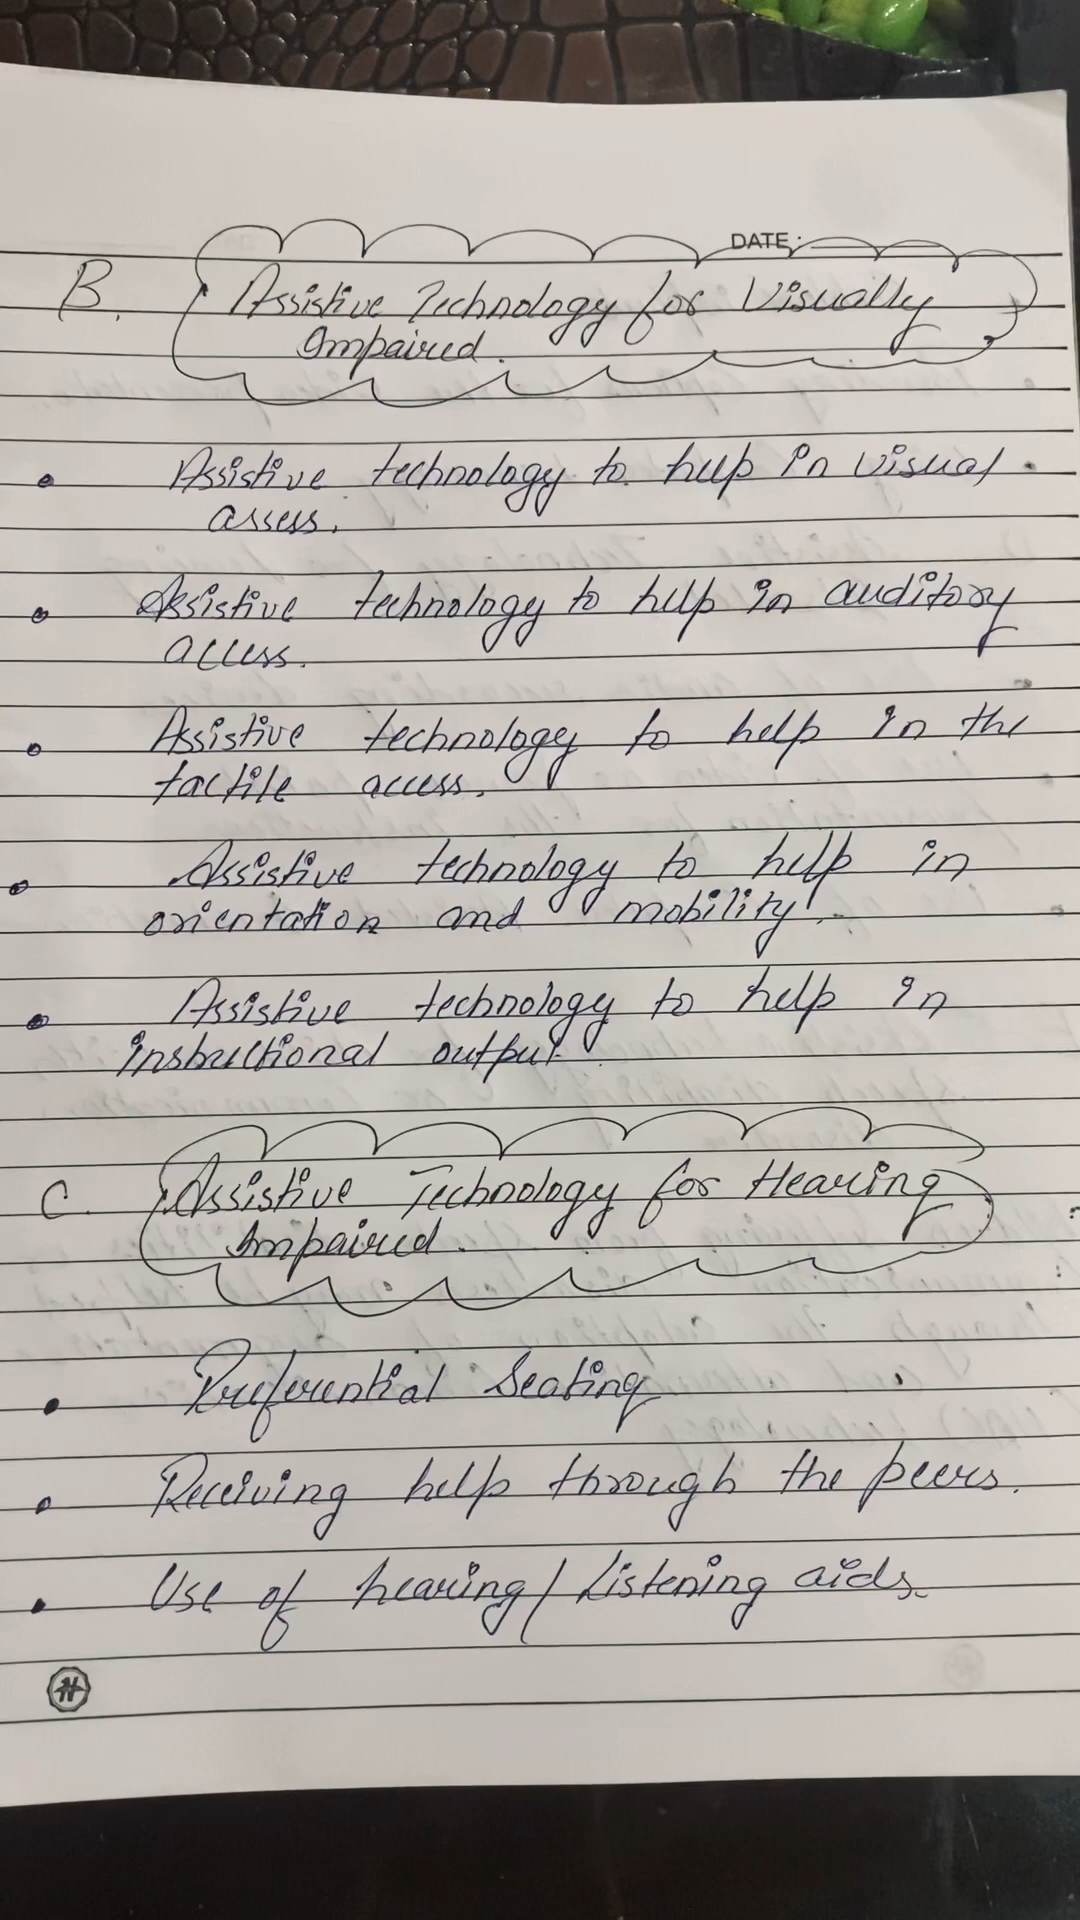 DATE:
B. Assistive Technology for Visually
Impaired.
• Assistive technology to help in visual
assess.
• Assistive technology to help in auditory
access.
• Assistive technology to help in the
tactile access.
• Assistive technology to help in
orientation and mobility.
• Assistive technology to help in
instructional output.
C. Assistive Technology for Hearing
Impaired.
• Preferential Seating
• Receiving help through the peers.
• Use of hearing / Listening aids.